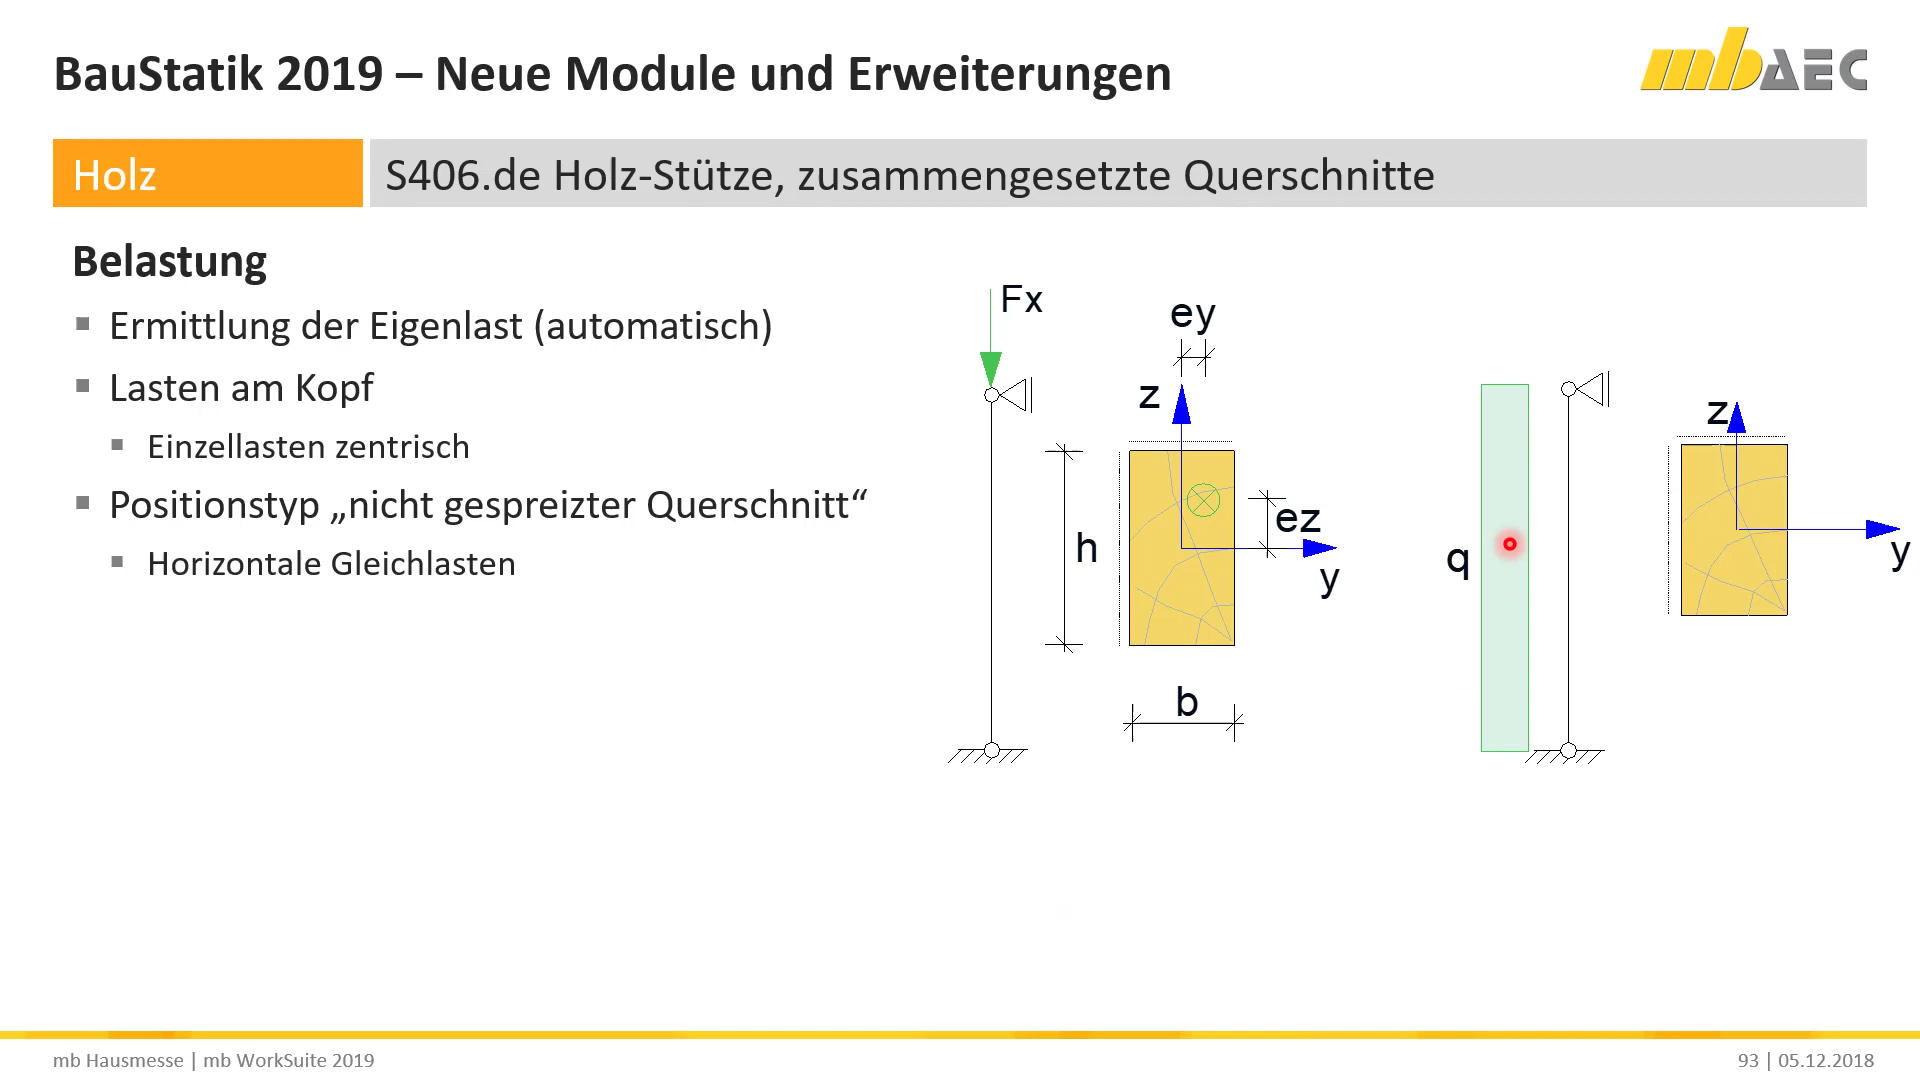 BauStatik 2019 – Neue Module und Erweiterungen
mbAEC
Holz
S406.de Holz-Stütze, zusammengesetzte Querschnitte
Belastung
▪ Ermittlung der Eigenlast (automatisch)
▪ Lasten am Kopf
▪ Einzellasten zentrisch
▪ Positionstyp „nicht gespreizter Querschnitt“
▪ Horizontale Gleichlasten
Fx
ey
z
h
ez
y
b
q
z
y
mb Hausmesse | mb WorkSuite 2019
93 | 05.12.2018